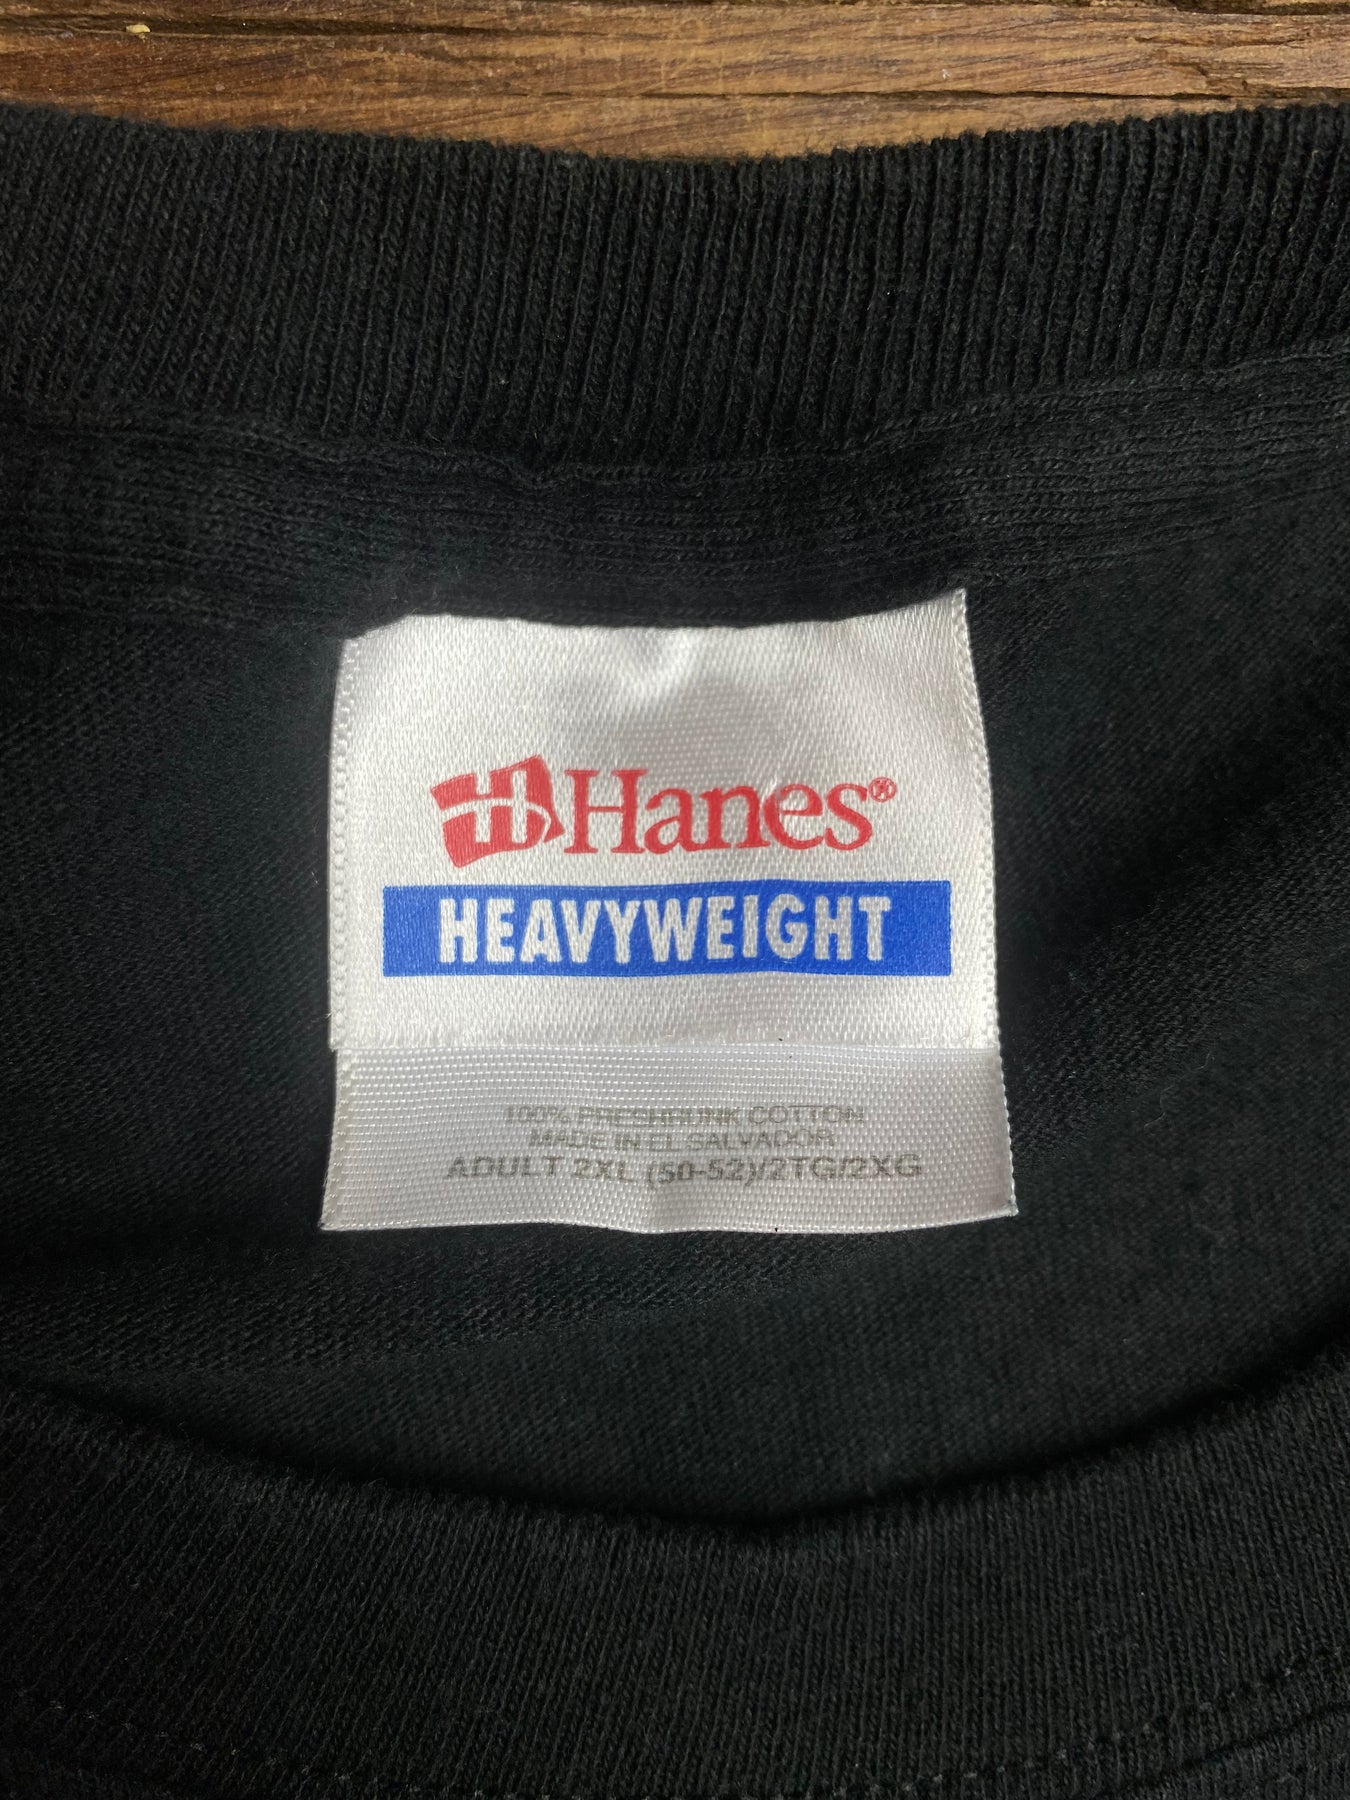 Hanes®
HEAVYWEIGHT
100% PRESHRUNK COTTON
MADE IN EL SALVADOR
ADULT 2XL (50-52)/2TG/2XG